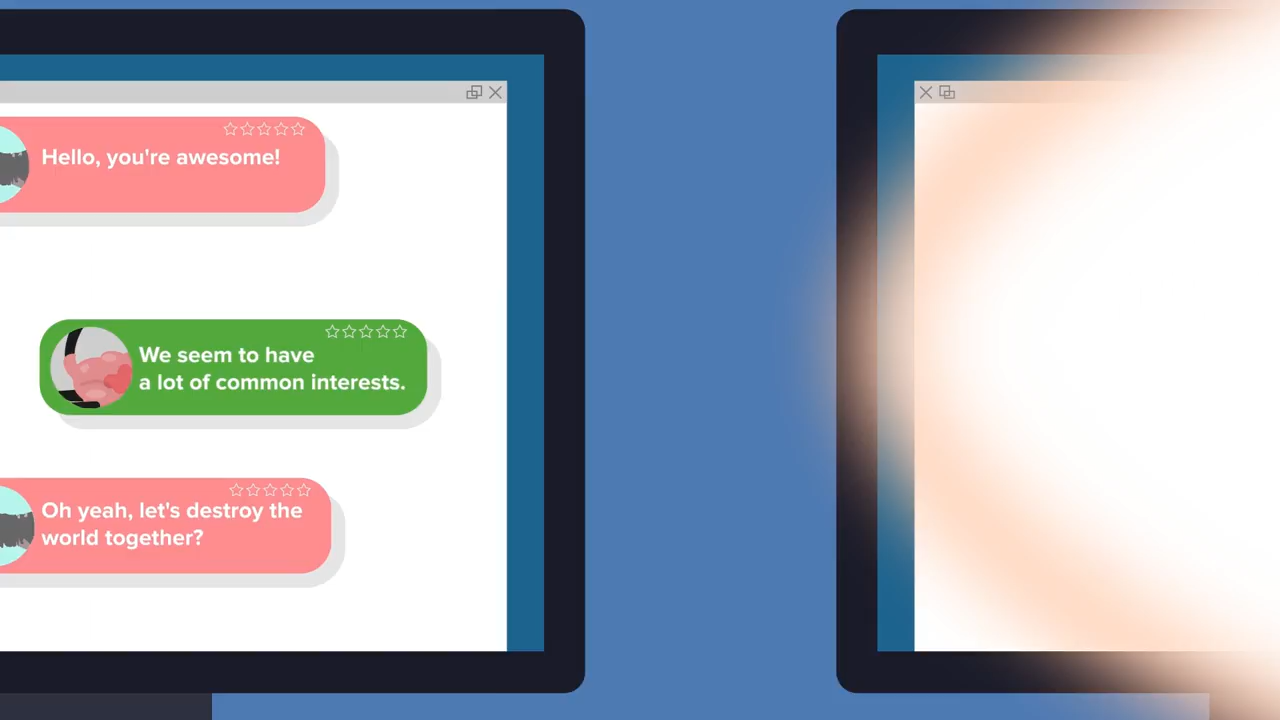 Hello, you're awesome!
We seem to have
a lot of common interests.
Oh yeah, let's destroy the
world together?